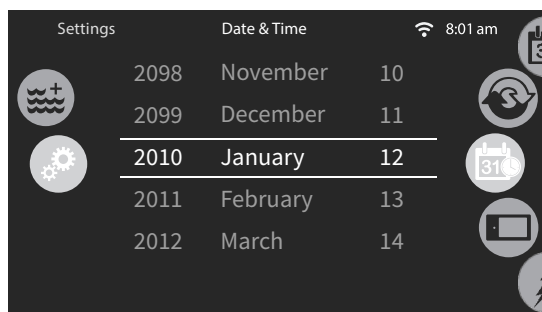 Settings Date & Time 8:01 am
2098 November 10
2099 December 11
2010 January 12
31
2011 February 13
2012 March 14